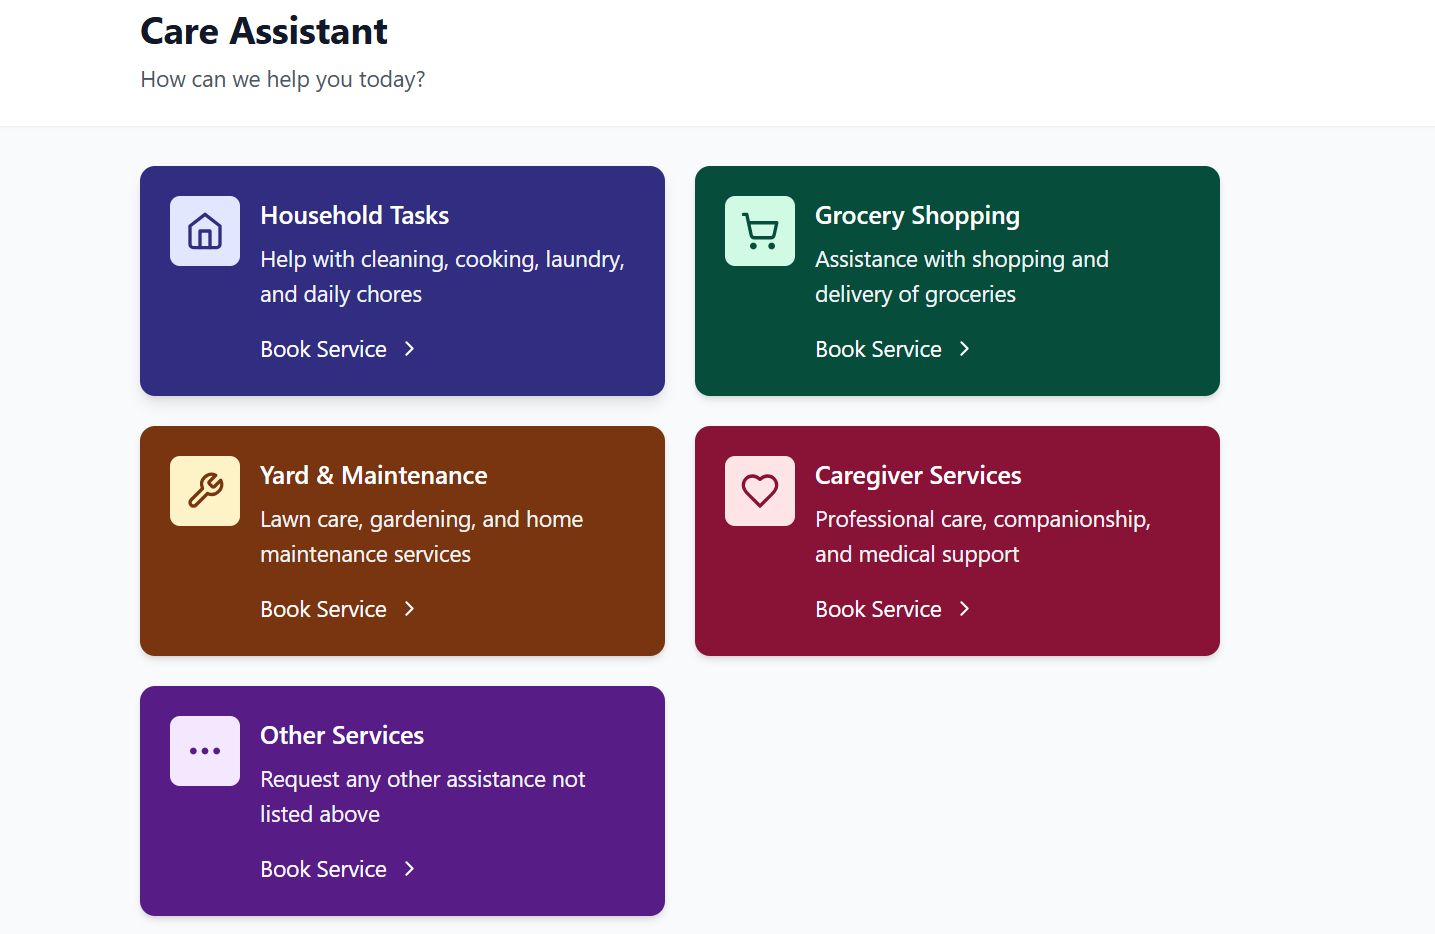 Care Assistant
How can we help you today?
Household Tasks
Help with cleaning, cooking, laundry,
and daily chores
Book Service
Grocery Shopping
Assistance with shopping and
delivery of groceries
Book Service
Yard & Maintenance
Lawn care, gardening, and home
maintenance services
Book Service
Caregiver Services
Professional care, companionship,
and medical support
Book Service
Other Services
Request any other assistance not
listed above
Book Service